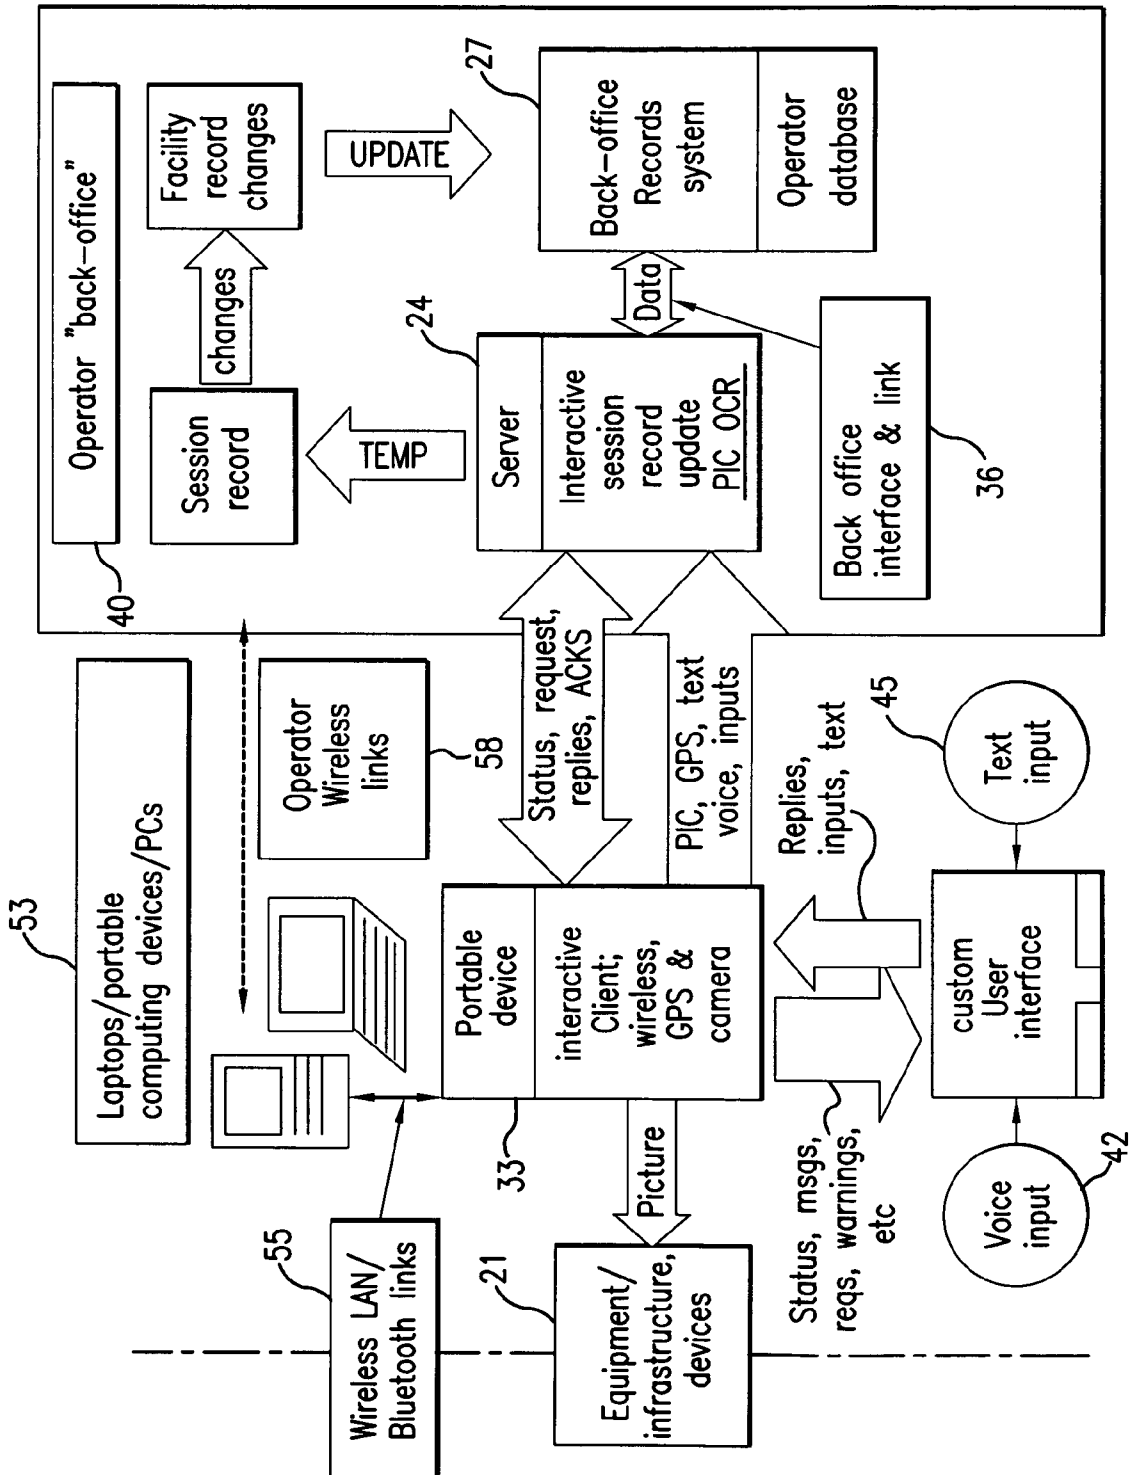 53
Laptops/portable
computing devices/PCs
40
Operator "back-office"
55
Wireless LAN/
Bluetooth links
Operator
Wireless
links
58
Session
record
changes
Facility
record
changes
TEMP
UPDATE
21
Equipment/
infrastructure,
devices
Picture
33
Portable
device
interactive
Client;
wireless,
GPS &
camera
Status, request,
replies, ACKS
PIC, GPS, text
voice, inputs
24
Server
Interactive
session
record
update
PIC OCR
Data
27
Back-office
Records
system
Operator
database
Back office
interface & link
36
Status, msgs,
reqs, warnings,
etc
Replies,
inputs, text
Voice
input
42
custom
User
interface
Text
input
45